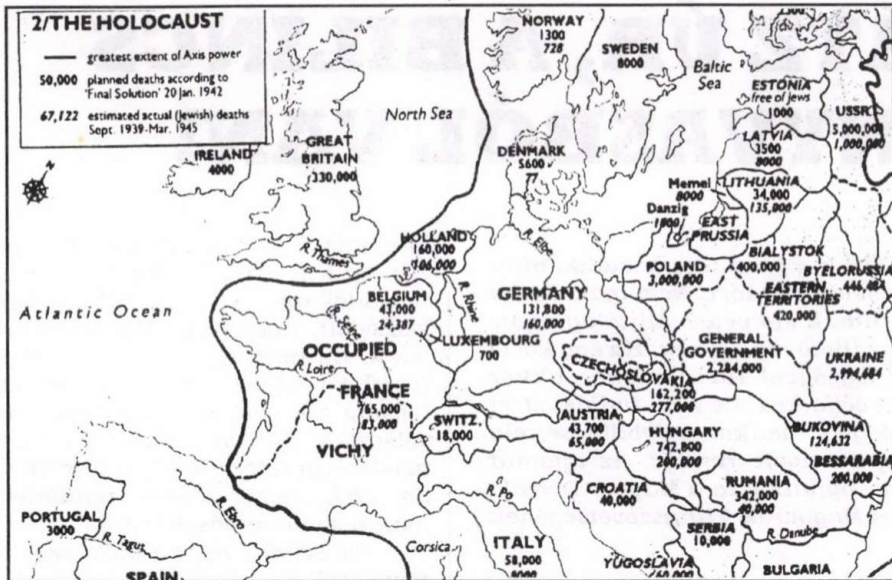 2/THE HOLOCAUST
greatest extent of Axis power
50,000 planned deaths according to
'Final Solution' 20 Jan. 1942
67,122 estimated actual (Jewish) deaths
Sept. 1939-Mar. 1945
N
IRELAND
4000
GREAT
BRITAIN
330,000
North Sea
NORWAY
1300
728
SWEDEN
8000
Baltic
Sea
ESTONIA
free of jews
1000
LATVIA
3500
8000
USSR
5,000,000
1,000,000
DENMARK
5600
77
Memel
8000
LITHUANIA
34,000
135,000
Danzig
EAST
PRUSSIA
R. Thames
HOLLAND
160,000
106,000
R. Elbe
POLAND
3,000,000
BIALYSTOK
400,000
BYELORUSSIA
446,484
EASTERN
TERRITORIES
420,000
Atlantic Ocean
BELGIUM
43,000
24,387
R. Rhine
GERMANY
131,800
160,000
LUXEMBOURG
700
R. Seine
OCCUPIED
R. Loire
FRANCE
765,000
83,000
VICHY
CZECHOSLOVAKIA
162,200
277,000
GENERAL
GOVERNMENT
2,284,000
UKRAINE
2,994,684
SWITZ.
18,000
AUSTRIA
43,700
65,000
HUNGARY
742,800
200,000
BUKOVINA
124,632
BESSARABIA
200,000
CROATIA
40,000
RUMANIA
342,000
40,000
SERBIA
10,000
R. Danube
BULGARIA
PORTUGAL
3000
R. Tagus
SPAIN
R. Ebro
Corsica
R. Po
ITALY
58,000
8000
YUGOSLAVIA
60,000